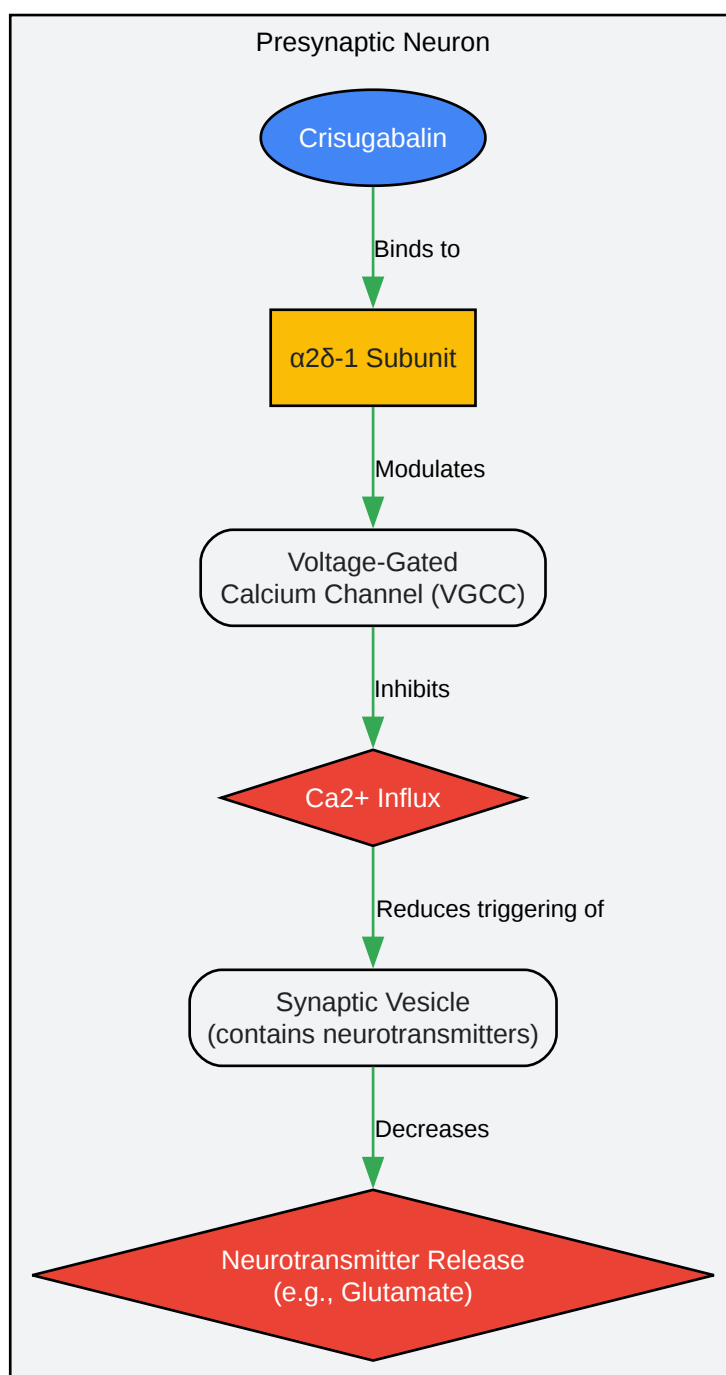 Presynaptic Neuron
Crisugabalin
Binds to
α2δ-1 Subunit
Modulates
Voltage-Gated
Calcium Channel (VGCC)
Inhibits
Ca2+ Influx
Reduces triggering of
Synaptic Vesicle
(contains neurotransmitters)
Decreases
Neurotransmitter Release
(e.g., Glutamate)